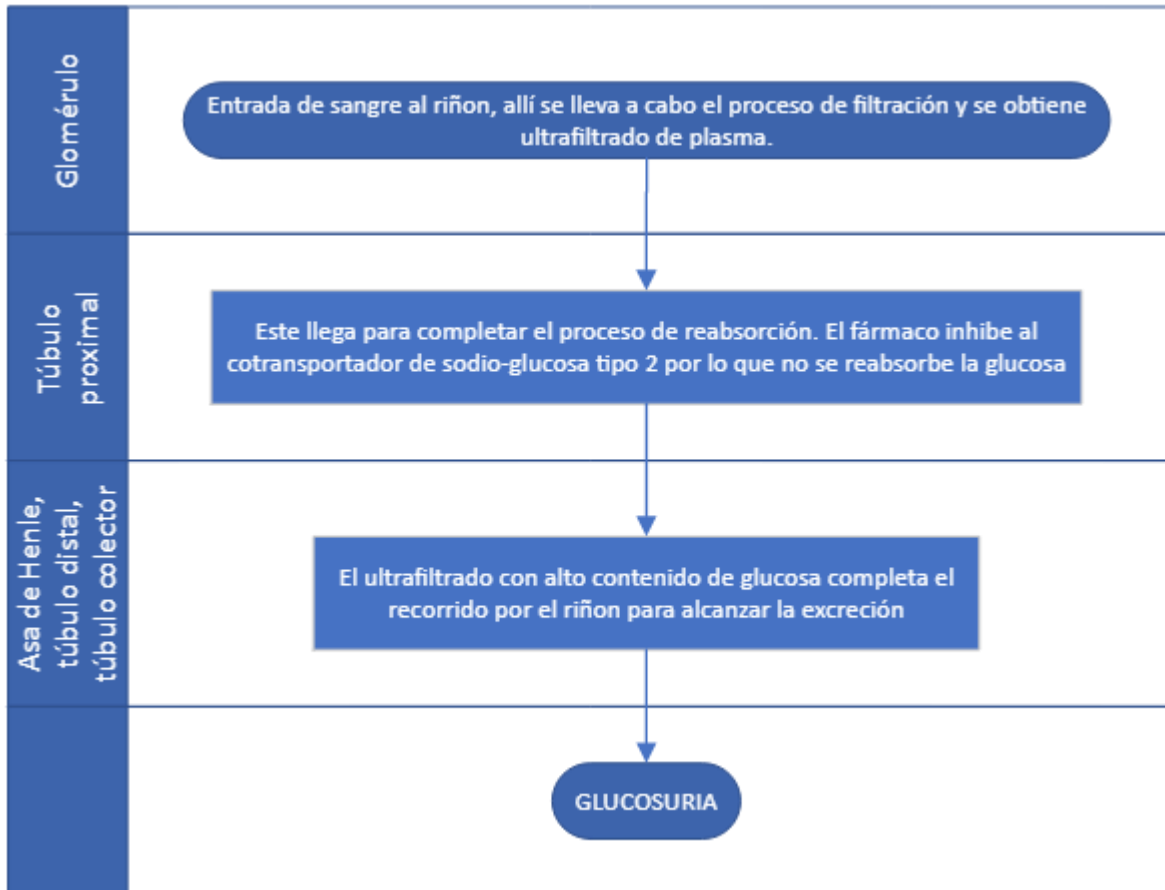 Glomérulo
Entrada de sangre al riñon, allí se lleva a cabo el proceso de filtración y se obtiene
ultrafiltrado de plasma.
Túbulo
proximal
Este llega para completar el proceso de reabsorción. El fármaco inhibe al
cotransportador de sodio-glucosa tipo 2 por lo que no se reabsorbe la glucosa
Asa de Henle,
túbulo distal,
túbulo colector
El ultrafiltrado con alto contenido de glucosa completa el
recorrido por el riñon para alcanzar la excreción
GLUCOSURIA